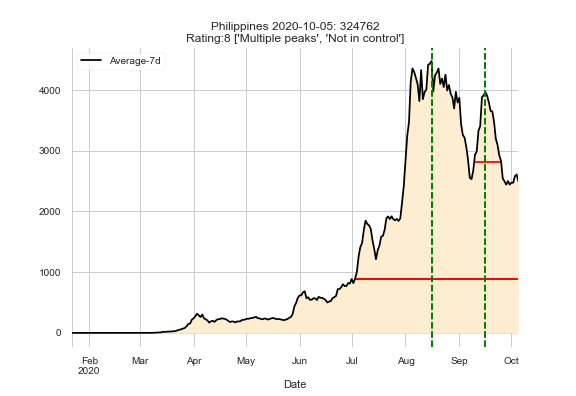 Philippines 2020-10-05: 324762
Rating:8 ['Multiple peaks', 'Not in control']
Average-7d
4000
3000
2000
1000
0
Feb Mar Apr May Jun Jul Aug Sep Oct
2020
Date